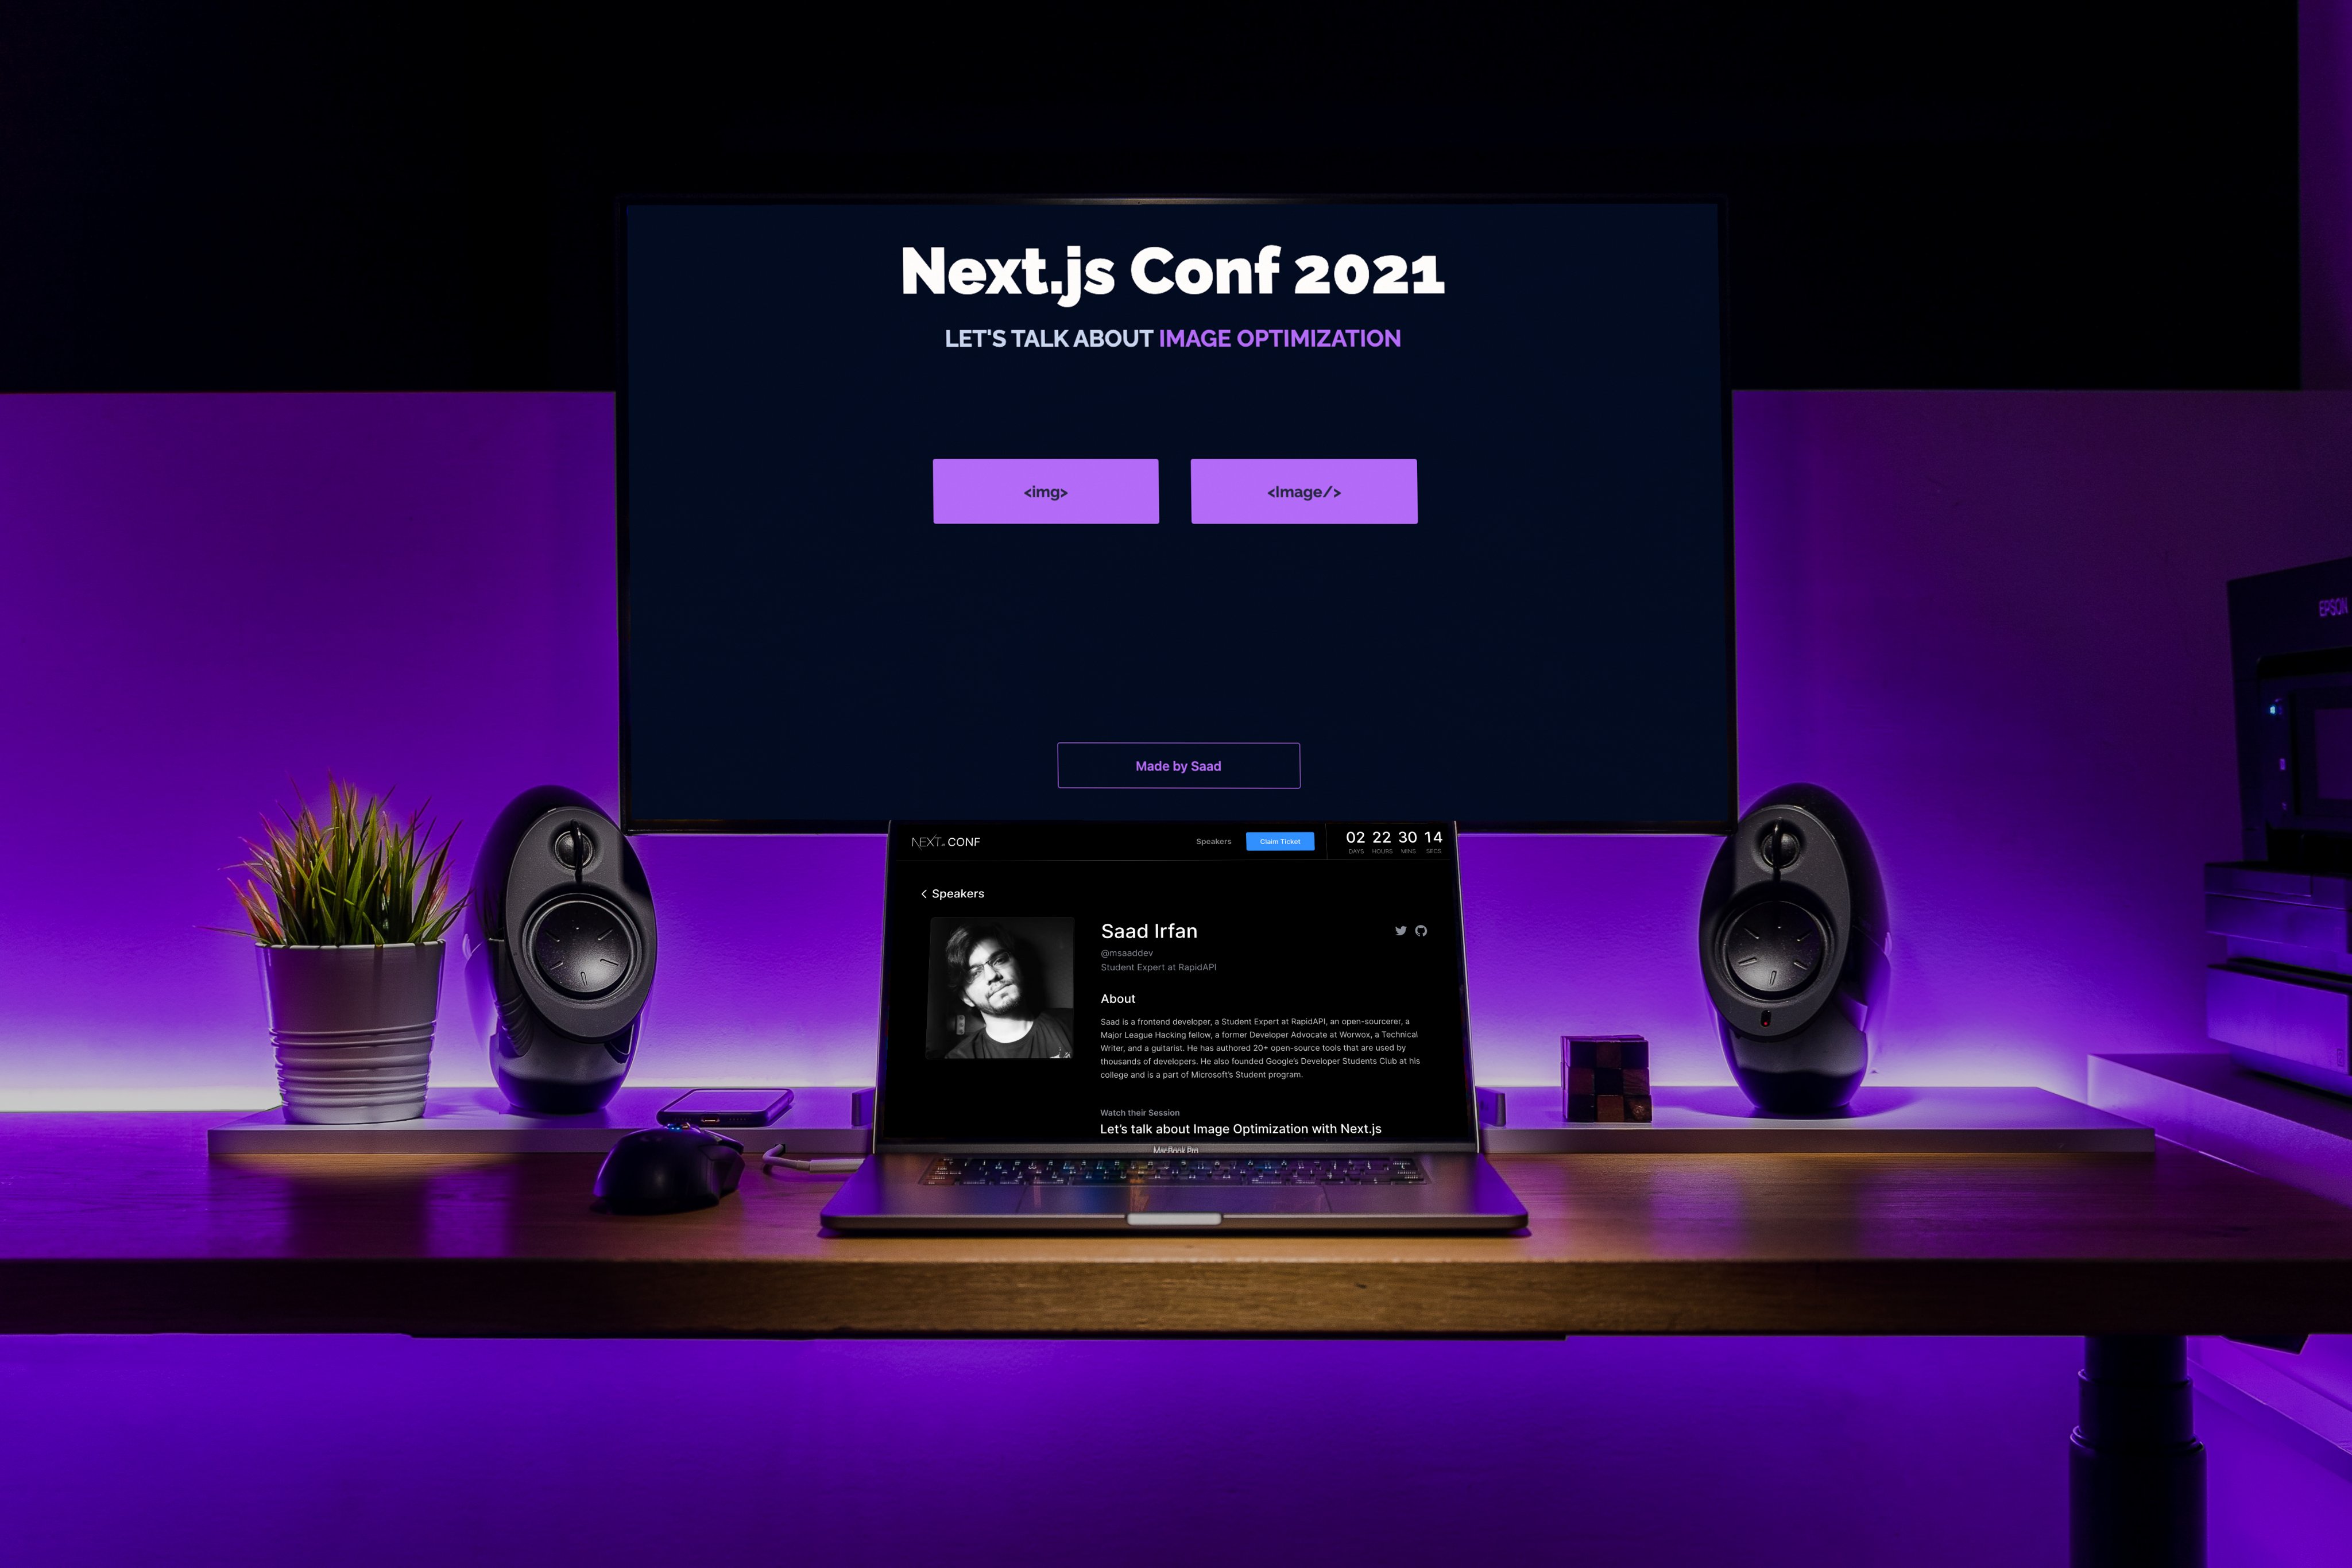 Next.js Conf 2021
LET'S TALK ABOUT IMAGE OPTIMIZATION
<img>
<Image/>
Made by Saad
EPSON
NEXT.js CONF
Speakers
Claim Ticket
02 22 30 14
DAYS HOURS MINS SECS
< Speakers
Saad Irfan
@msaaddev
Student Expert at RapidAPI
About
Saad is a frontend developer, a Student Expert at RapidAPI, an open-sourcerer, a
Major League Hacking fellow, a former Developer Advocate at Worwox, a Technical
Writer, and a guitarist. He has authored 20+ open-source tools that are used by
thousands of developers. He also founded Google's Developer Students Club at his
college and is a part of Microsoft's Student program.
Watch their Session
Let's talk about Image Optimization with Next.js
MacBook Pro